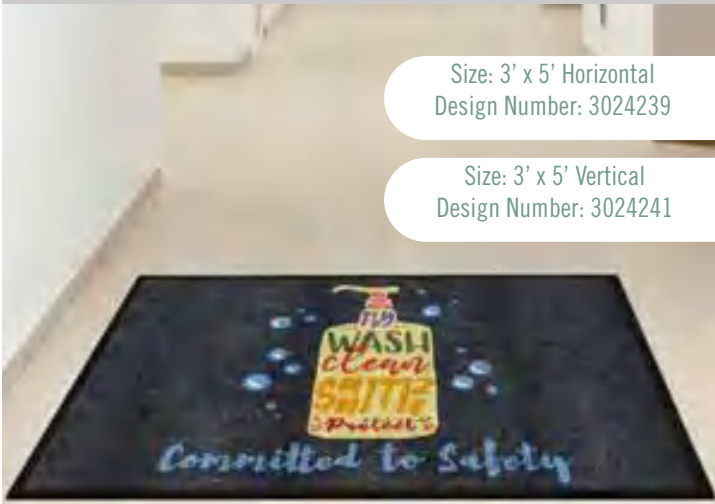 Size: 3’ x 5’ Horizontal
Design Number: 3024239
Size: 3’ x 5’ Vertical
Design Number: 3024241
WASH
clean
Protect
Committed to Safety